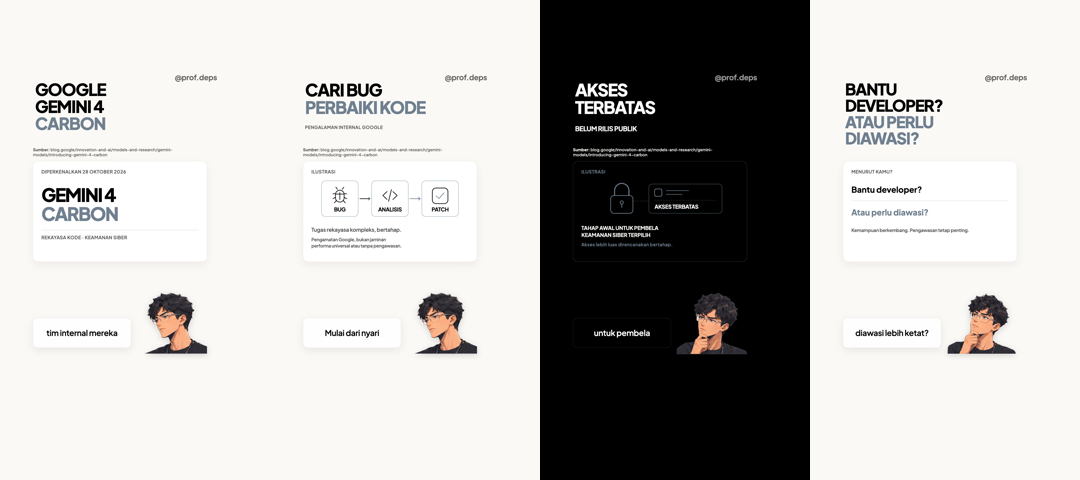 @prof.deps
GOOGLE
GEMINI 4
CARBON
Sumber: blog.google/innovation-and-ai/models-and-research/gemini-
models/introducing-gemini-4-carbon
DIPERKENALKAN 28 OKTOBER 2026
GEMINI 4
CARBON
REKAYASA KODE · KEAMANAN SIBER
tim internal mereka
@prof.deps
CARI BUG
PERBAIKI KODE
PENGALAMAN INTERNAL GOOGLE
Sumber: blog.google/innovation-and-ai/models-and-research/gemini-
models/introducing-gemini-4-carbon
ILUSTRASI
BUG
ANALISIS
PATCH
Tugas rekayasa kompleks, bertahap.
Pengamatan Google, bukan jaminan
performa universal atau tanpa pengawasan.
Mulai dari nyari
@prof.deps
AKSES
TERBATAS
BELUM RILIS PUBLIK
Sumber: blog.google/innovation-and-ai/models-and-research/gemini-
models/introducing-gemini-4-carbon
ILUSTRASI
AKSES TERBATAS
TAHAP AWAL UNTUK PEMBELA
KEAMANAN SIBER TERPILIH
Akses lebih luas direncanakan bertahap.
untuk pembela
@prof.deps
BANTU
DEVELOPER?
ATAU PERLU
DIAWASI?
MENURUT KAMU?
Bantu developer?
Atau perlu diawasi?
Kemampuan berkembang. Pengawasan tetap penting.
diawasi lebih ketat?